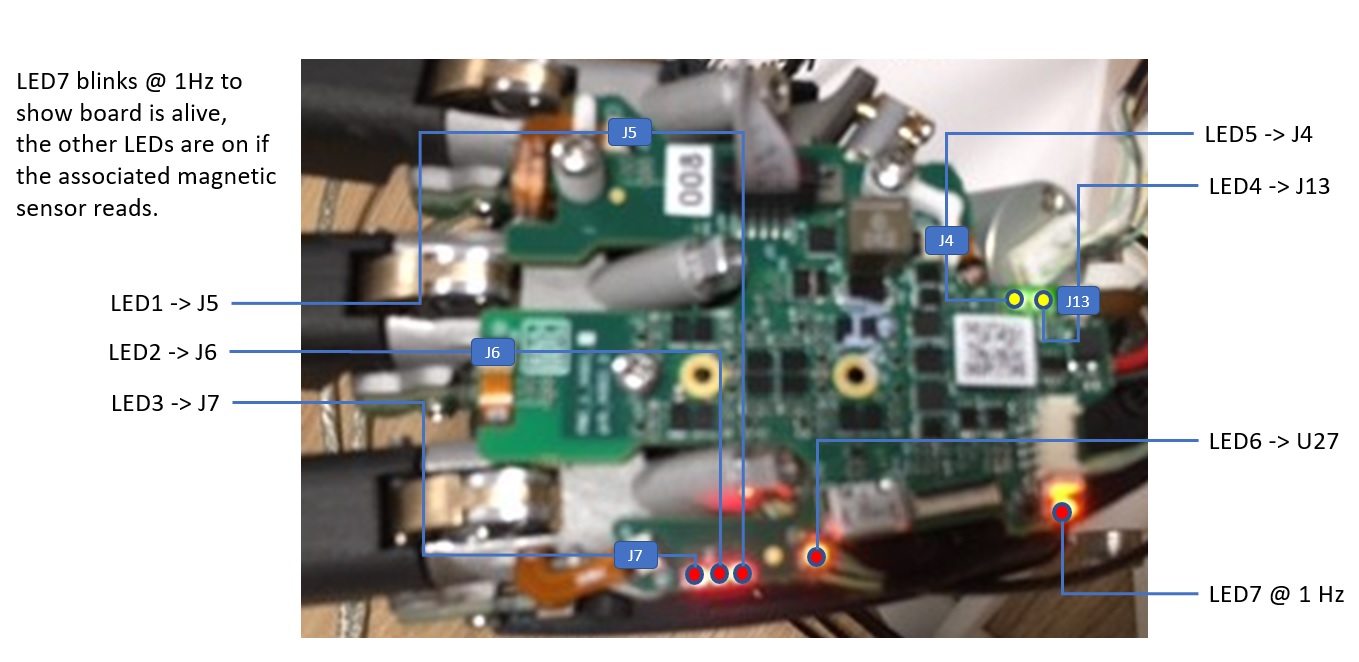 LED7 blinks @ 1Hz to
show board is alive,
the other LEDs are on if
the associated magnetic
sensor reads.
J5
LED5 -> J4
LED4 -> J13
008
J4
LED1 -> J5
J13
LED2 -> J6
J6
LED3 -> J7
LED6 -> U27
J7
LED7 @ 1 Hz